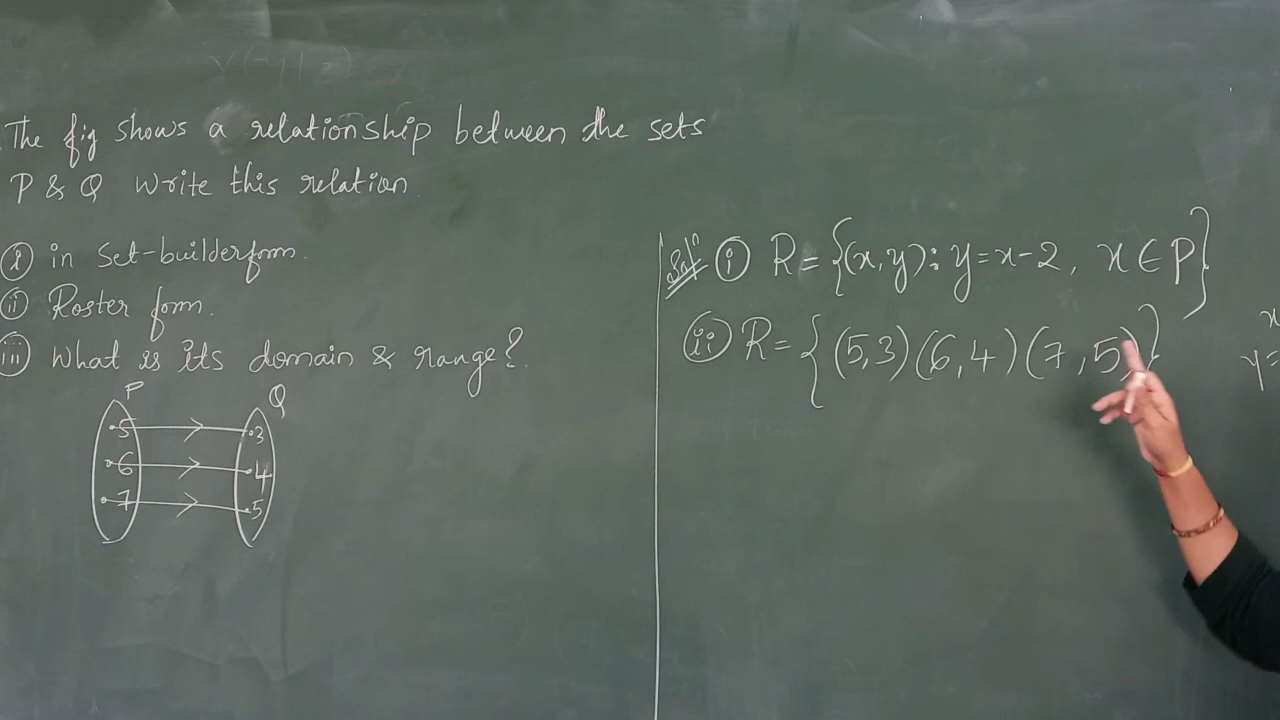 The fig shows a relationship between the sets
P & Q Write this relation.
(i) in Set-builder form.
(ii) Roster form.
(iii) What is its domain & range?
P Q
5 3
6 4
7 5
Sol^n (i) R = {(x, y): y = x - 2, x ∈ P}
(ii) R = {(5,3)(6,4)(7,5)}
x
y =